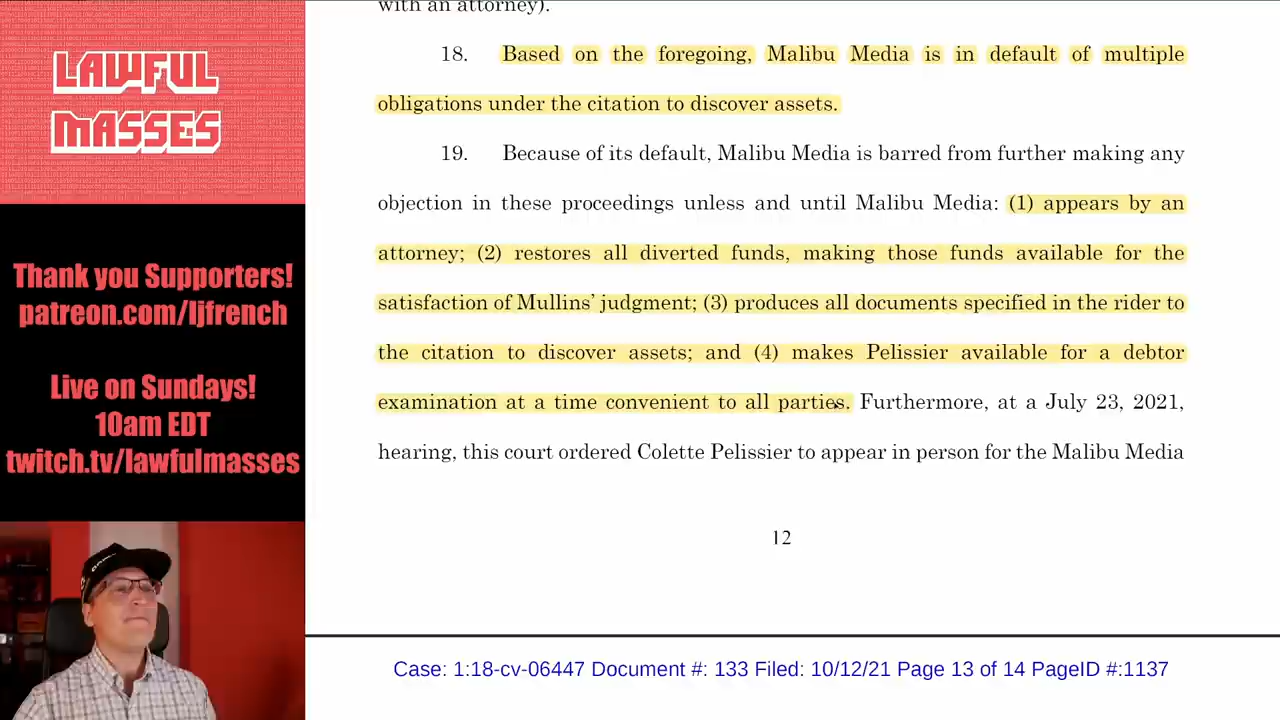 LAWFUL
MASSES
Thank you Supporters!
patreon.com/ljfrench
Live on Sundays!
10am EDT
twitch.tv/lawfulmasses
with an attorney).
18. Based on the foregoing, Malibu Media is in default of multiple
obligations under the citation to discover assets.
19. Because of its default, Malibu Media is barred from further making any
objection in these proceedings unless and until Malibu Media: (1) appears by an
attorney; (2) restores all diverted funds, making those funds available for the
satisfaction of Mullins’ judgment; (3) produces all documents specified in the rider to
the citation to discover assets; and (4) makes Pelissier available for a debtor
examination at a time convenient to all parties. Furthermore, at a July 23, 2021,
hearing, this court ordered Colette Pelissier to appear in person for the Malibu Media
12
Case: 1:18-cv-06447 Document #: 133 Filed: 10/12/21 Page 13 of 14 PageID #:1137